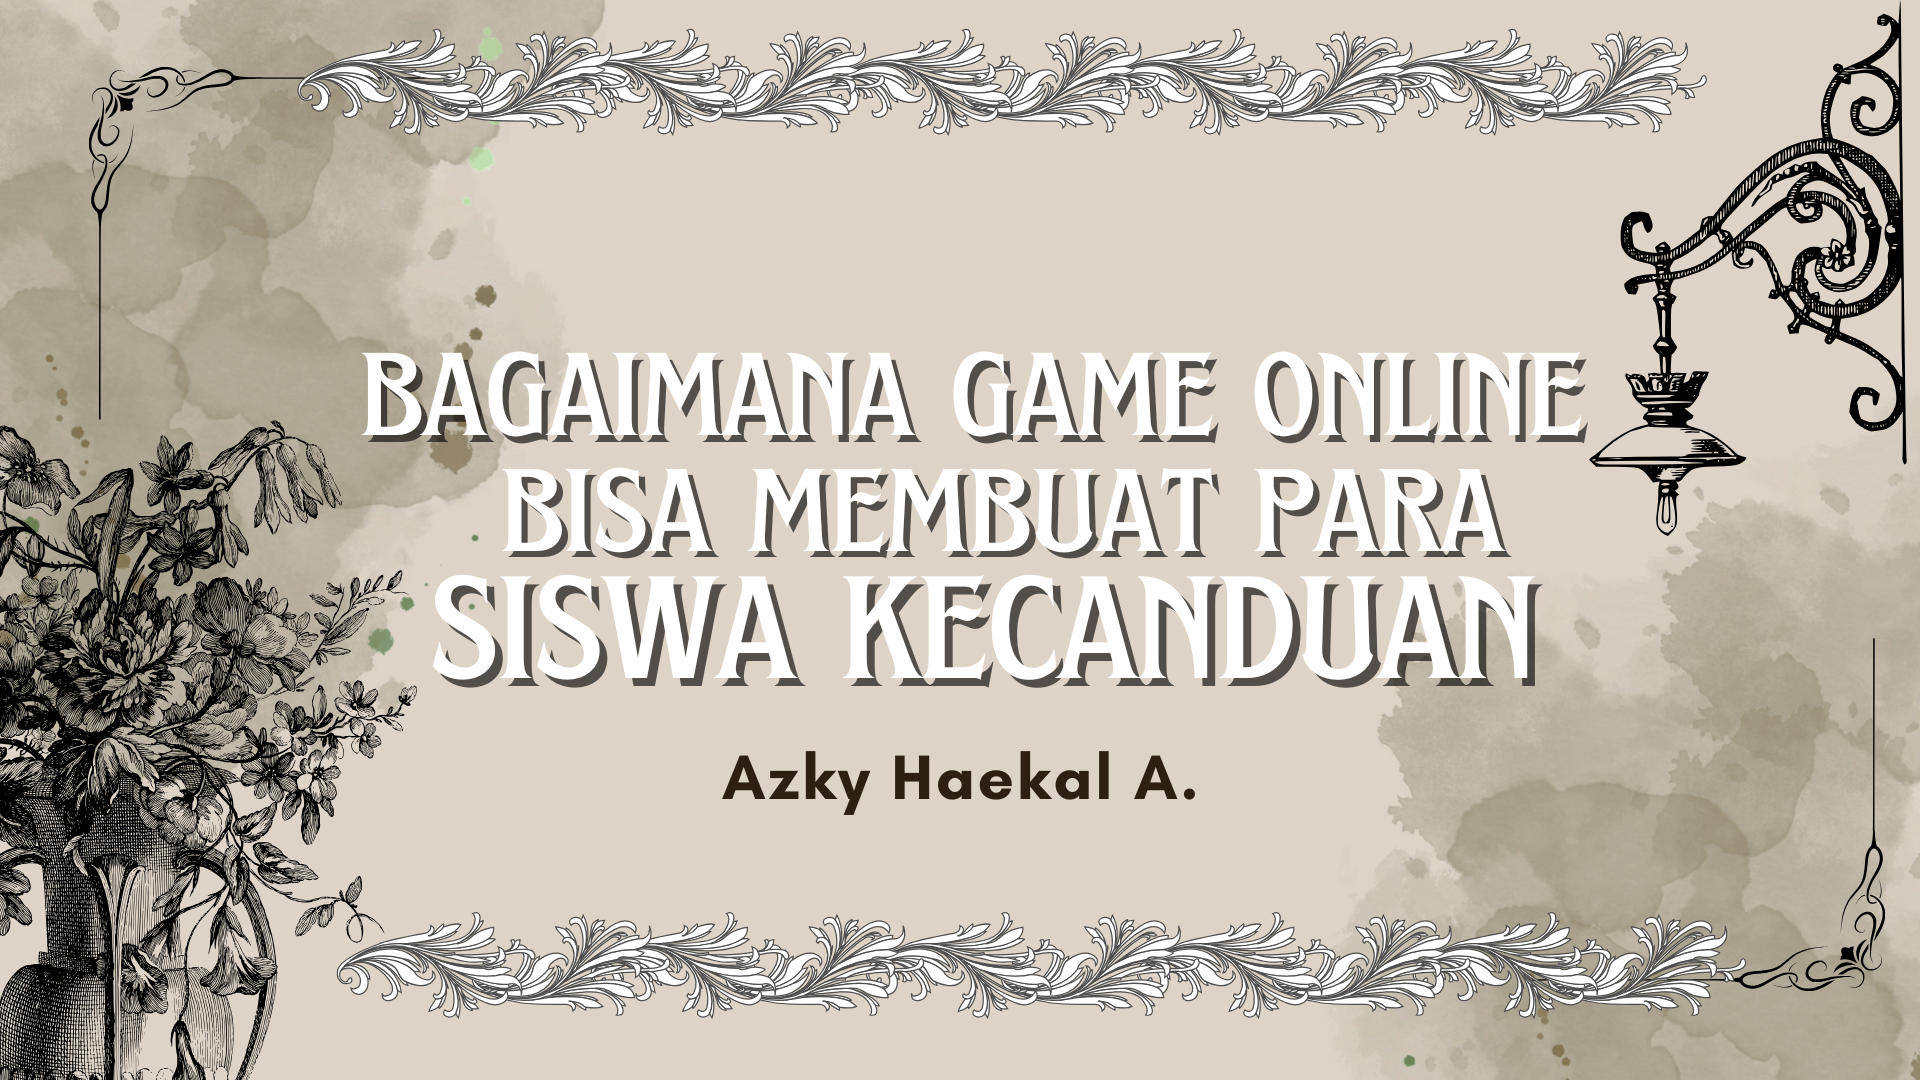 BAGAIMANA GAME ONLINE
BISA MEMBUAT PARA
SISWA KECANDUAN
Azky Haekal A.